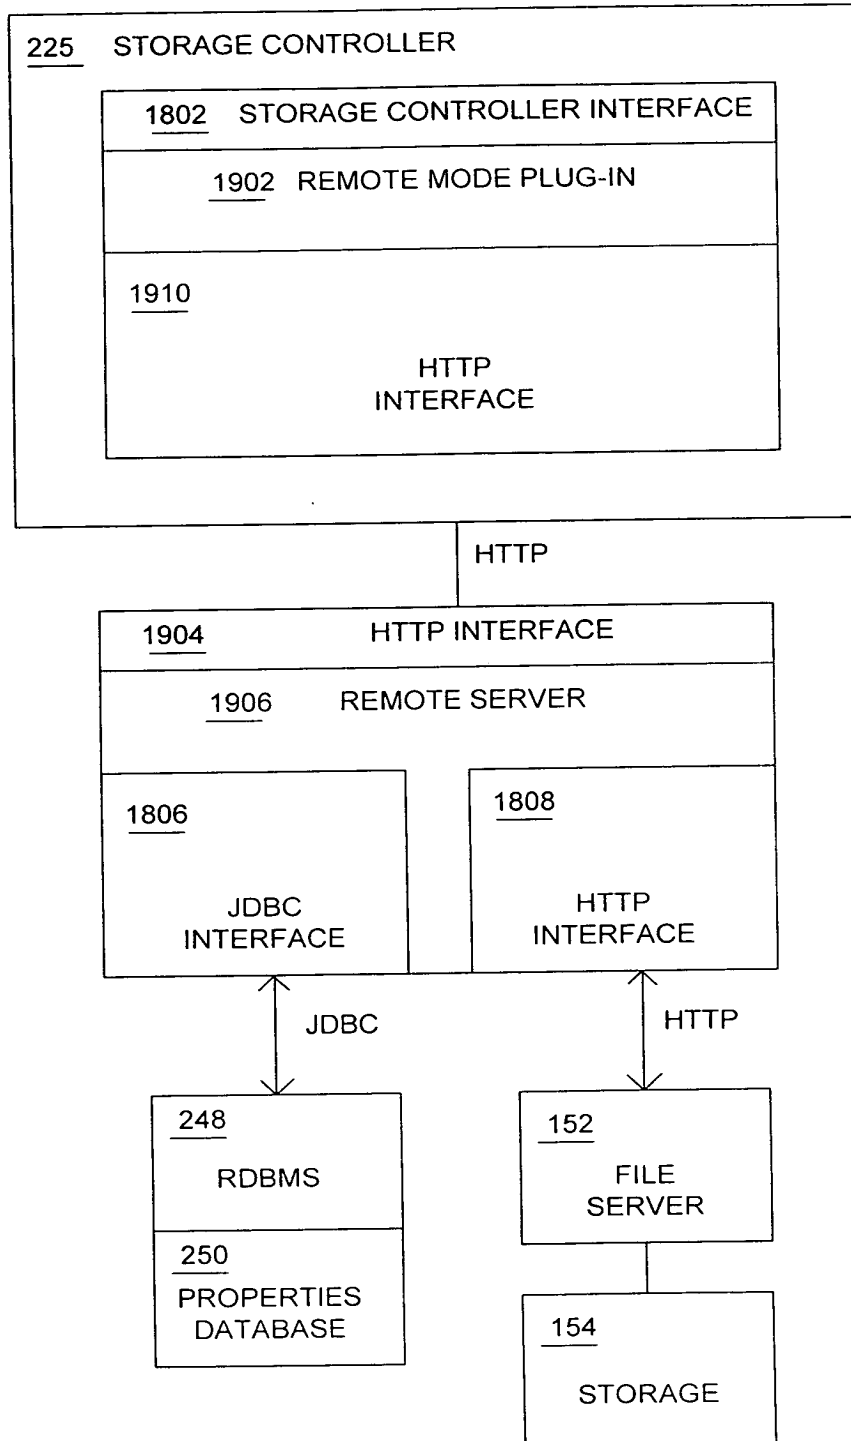 225 STORAGE CONTROLLER
1802 STORAGE CONTROLLER INTERFACE
1902 REMOTE MODE PLUG-IN
1910
HTTP
INTERFACE
HTTP
1904 HTTP INTERFACE
1906 REMOTE SERVER
1806
JDBC
INTERFACE
1808
HTTP
INTERFACE
JDBC
HTTP
248
RDBMS
250
PROPERTIES
DATABASE
152
FILE
SERVER
154
STORAGE